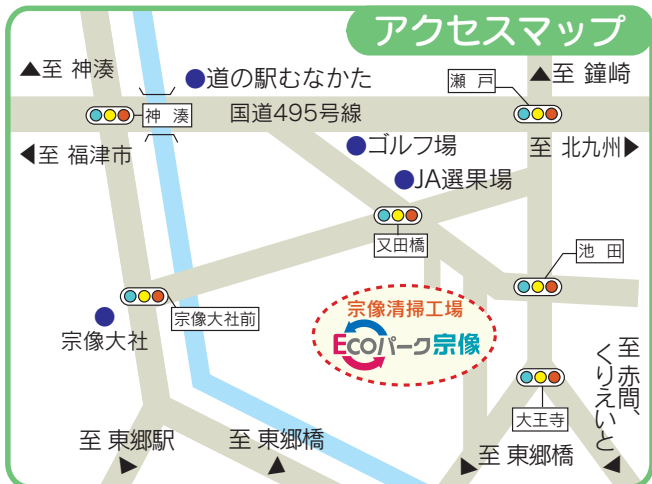 アクセスマップ
▲至 神湊
●道の駅むなかた
瀬戸
▲至 鐘崎
神湊
国道495号線
◀至 福津市
●ゴルフ場
至 北九州▶
●JA選果場
又田橋
池田
宗像大社前
宗像大社
宗像清掃工場
Ecoパーク宗像
至 赤間、
くりえいと
大王寺
至 東郷駅
至 東郷橋
至 東郷橋